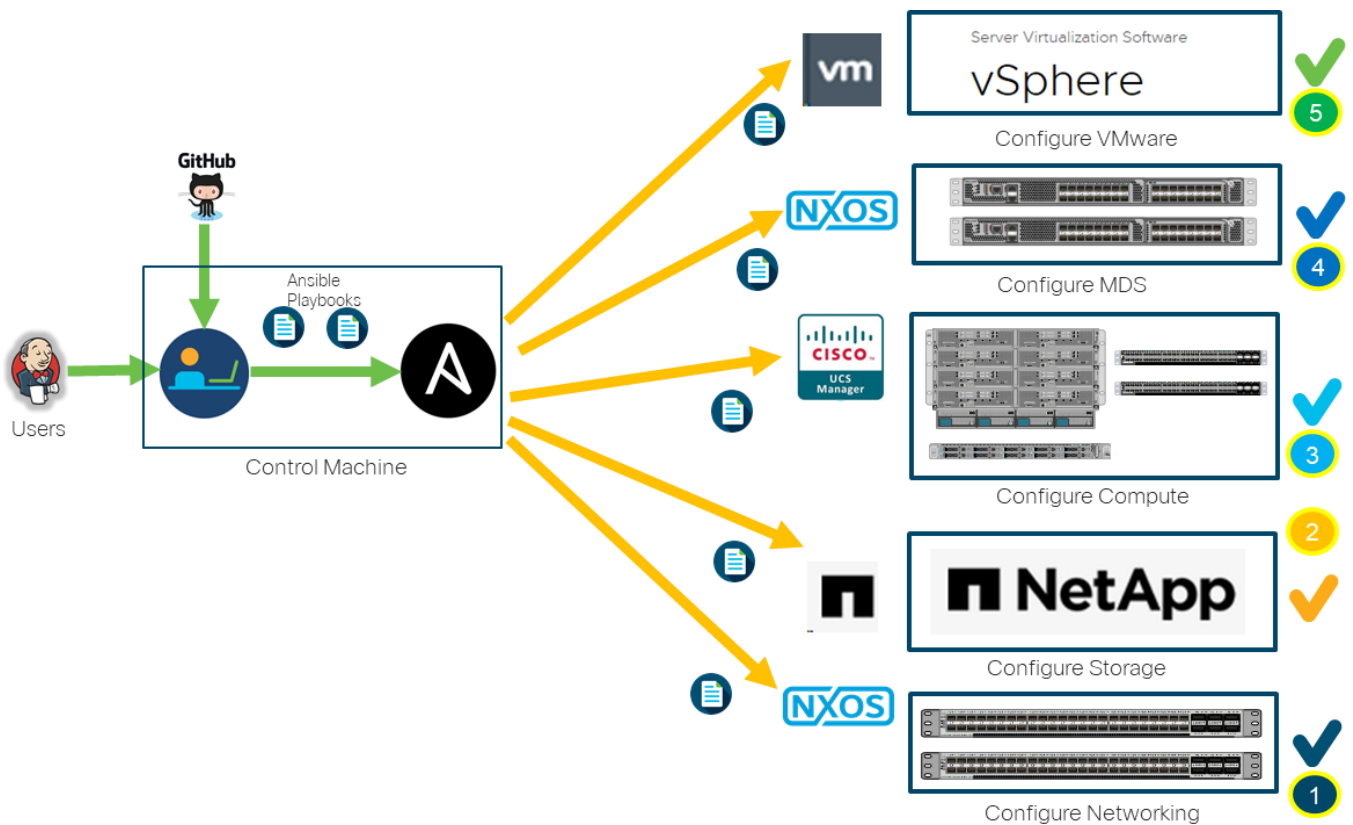 GitHub
Users
Ansible
Playbooks
Control Machine
vm
Server Virtualization Software
vSphere
5
Configure VMware
NXOS
4
Configure MDS
CISCO
UCS
Manager
3
Configure Compute
2
NetApp
Configure Storage
NXOS
1
Configure Networking